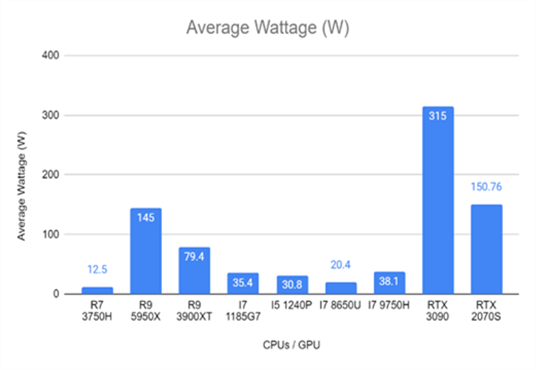 Average Wattage (W)
400
300
200
100
0
Average Wattage (W)
12.5
145
79.4
35.4
30.8
20.4
38.1
315
150.76
R7
3750H
R9
5950X
R9
3900XT
I7
1185G7
I5 1240P
I7 8650U
I7 9750H
RTX
3090
RTX
2070S
CPUs / GPU